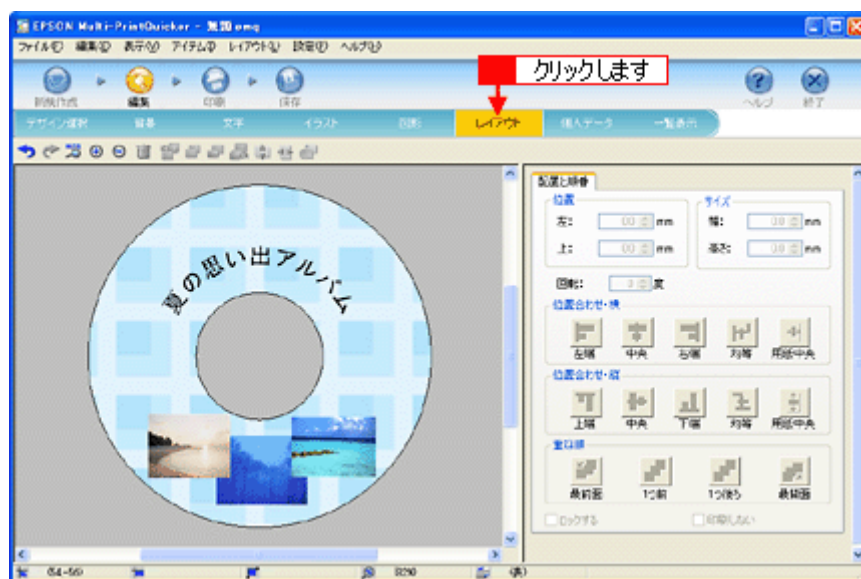 EPSON Multi-PrintQuicker - 無題.emq
ファイル(F) 編集(E) 表示(V) アイテム(I) レイアウト(L) 設定(O) ヘルプ(H)
クリックします
新規作成 編集 印刷 保存 ヘルプ 終了
デザイン選択 背景 文字 イラスト 図形 レイアウト 個人データ 一覧表示
夏の思い出アルバム
配置と順番
位置 サイズ
左: 0.0 mm 幅: 0.0 mm
上: 0.0 mm 高さ: 0.0 mm
回転: 0 度
位置合わせ・横
左端 中央 右端 均等 用紙中央
位置合わせ・縦
上端 中央 下端 均等 用紙中央
重ね順
最前面 1つ前 1つ後ろ 最背面
ロックする 印刷しない